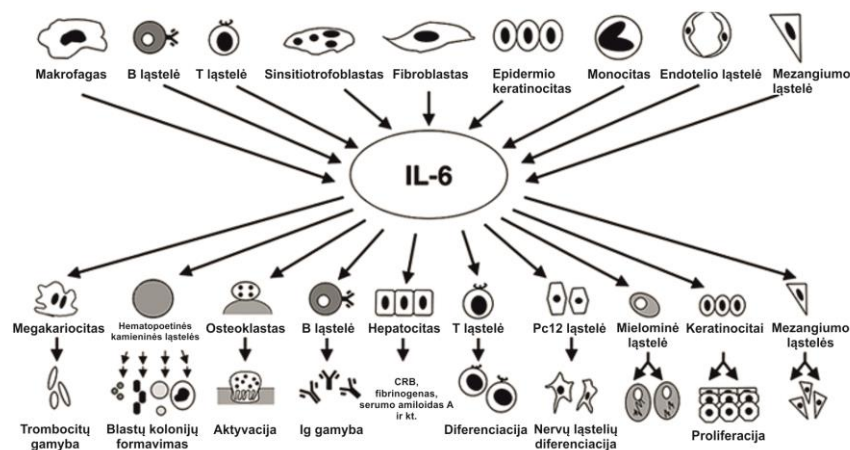 Makrofagas
B ląstelė
T ląstelė
Sinsitiotrofoblastas
Fibroblastas
Epidermio
keratinocitas
Monocitas
Endotelio ląstelė
Mezangiumo
ląstelė
IL-6
Megakariocitas
Hematopoetinės
kamieninės ląstelės
Osteoklastas
B ląstelė
Hepatocitas
T ląstelė
Pc12 ląstelė
Mielominė
ląstelė
Keratinocitai
Mezangiumo
ląstelės
Trombocitų
gamyba
Blastų kolonijų
formavimas
Aktyvacija
Ig gamyba
CRB,
fibrinogenas,
serumo amiloidas A
ir kt.
Diferenciacija
Nervų ląstelių
diferenciacija
Proliferacija